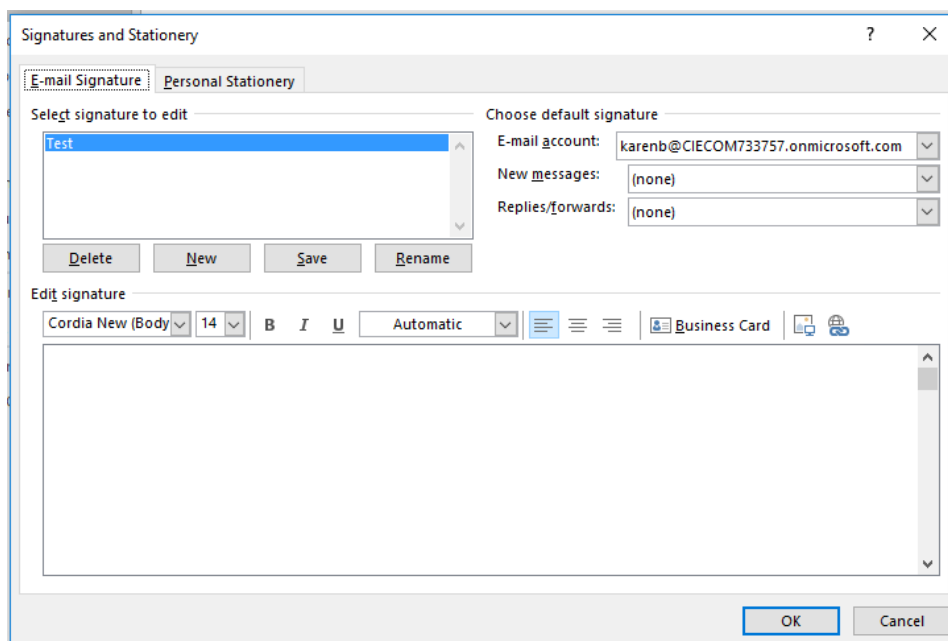 Signatures and Stationery
?
E-mail Signature
Personal Stationery
Select signature to edit
Test
Delete
New
Save
Rename
Choose default signature
E-mail account:
karenb@CIECOM733757.onmicrosoft.com
New messages:
(none)
Replies/forwards:
(none)
Edit signature
Cordia New (Body
14
B
I
U
Automatic
Business Card
OK
Cancel